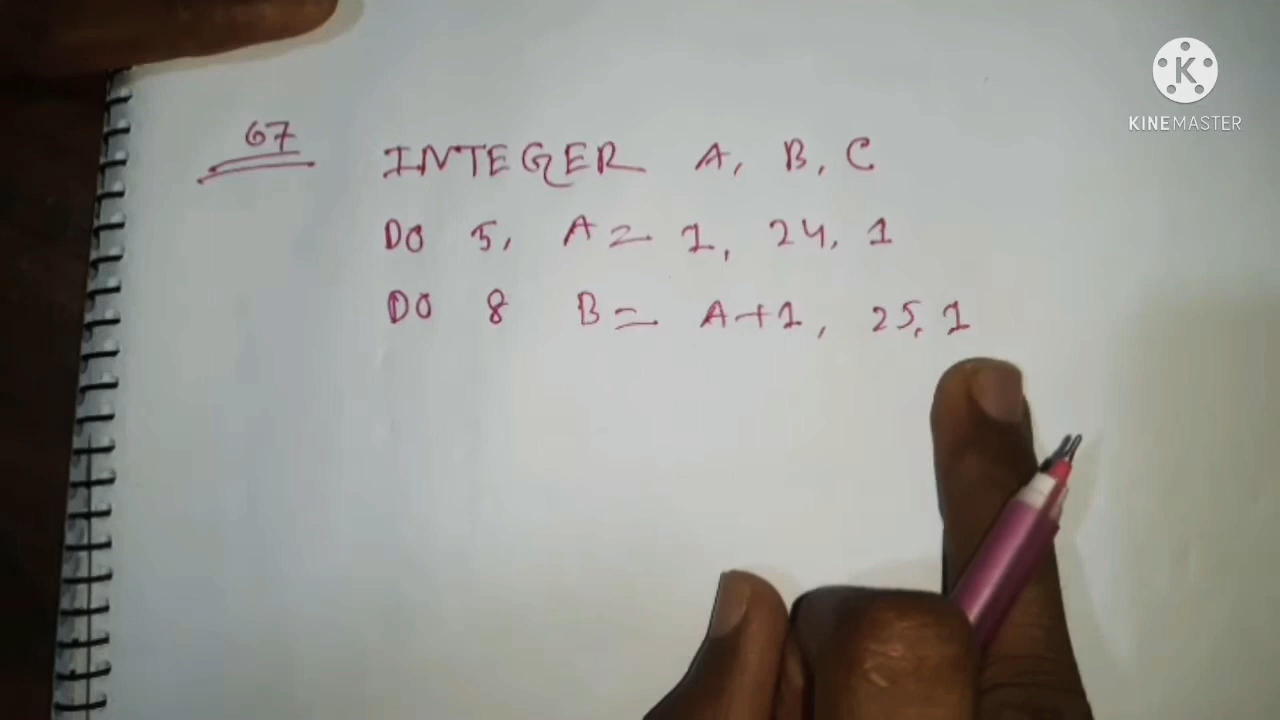 67
INTEGER A, B, C
DO 5, A = 1, 24, 1
DO 8 B = A+1, 25, 1
K
KINEMASTER